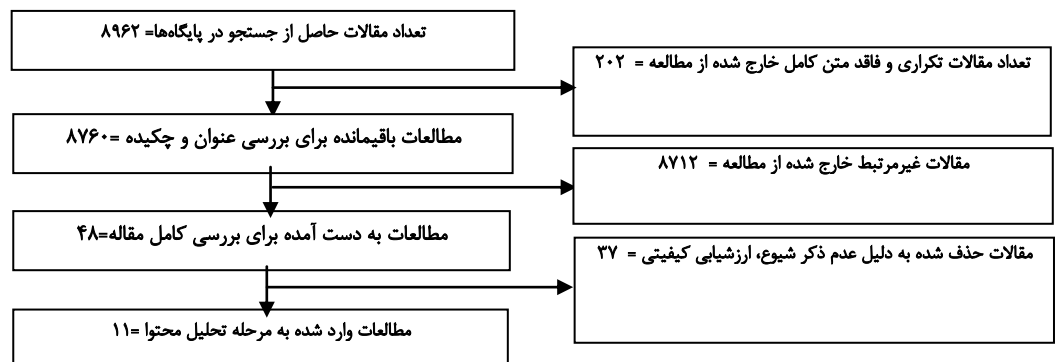 تعداد مقالات حاصل از جستجو در پایگاه‌ها= ۸۹۶۲
تعداد مقالات تکراری و فاقد متن کامل خارج شده از مطالعه = ۲۰۲
مطالعات باقیمانده برای بررسی عنوان و چکیده =۸۷۶۰
مقالات غیرمرتبط خارج شده از مطالعه = ۸۷۱۲
مطالعات به دست آمده برای بررسی کامل مقاله=۴۸
مقالات حذف شده به دلیل عدم ذکر شیوع، ارزشیابی کیفیتی = ۳۷
مطالعات وارد شده به مرحله تحلیل محتوا =۱۱